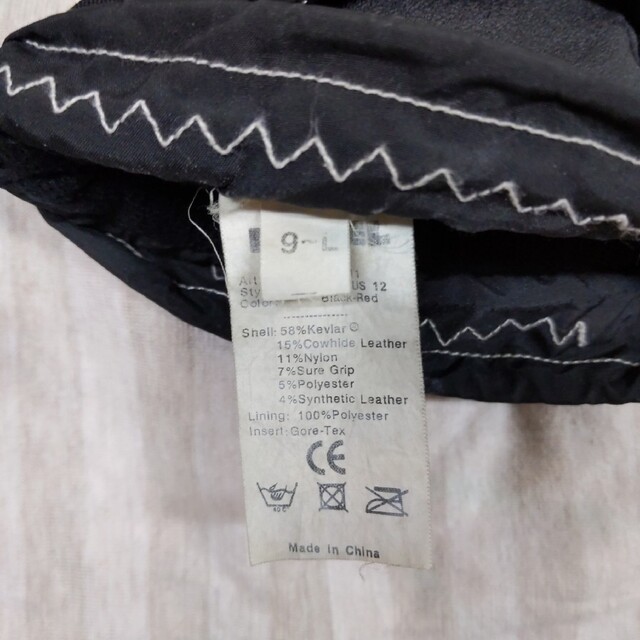 9-L
US 12
Black-Red
Shell: 58%Kevlar®
15%Cowhide Leather
11%Nylon
7%Sure Grip
5%Polyester
4%Synthetic Leather
Lining: 100%Polyester
Insert: Gore-Tex
CE
Made in China